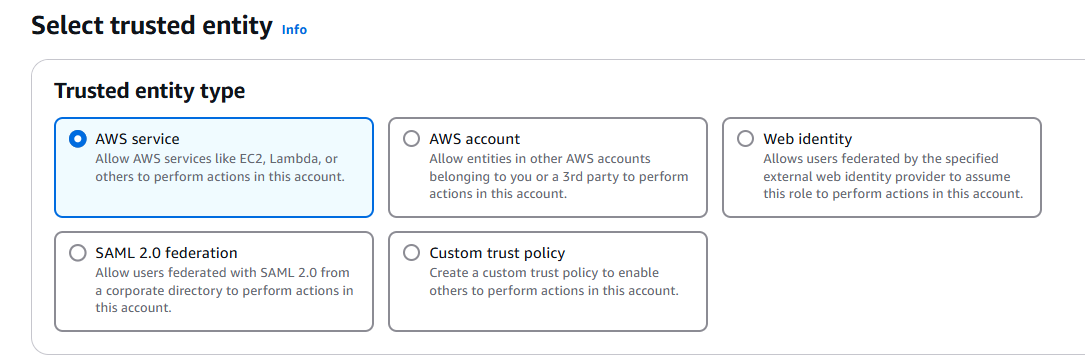 Select trusted entity Info
Trusted entity type
AWS service
Allow AWS services like EC2, Lambda, or
others to perform actions in this account.
AWS account
Allow entities in other AWS accounts
belonging to you or a 3rd party to perform
actions in this account.
Web identity
Allows users federated by the specified
external web identity provider to assume
this role to perform actions in this account.
SAML 2.0 federation
Allow users federated with SAML 2.0 from
a corporate directory to perform actions in
this account.
Custom trust policy
Create a custom trust policy to enable
others to perform actions in this account.